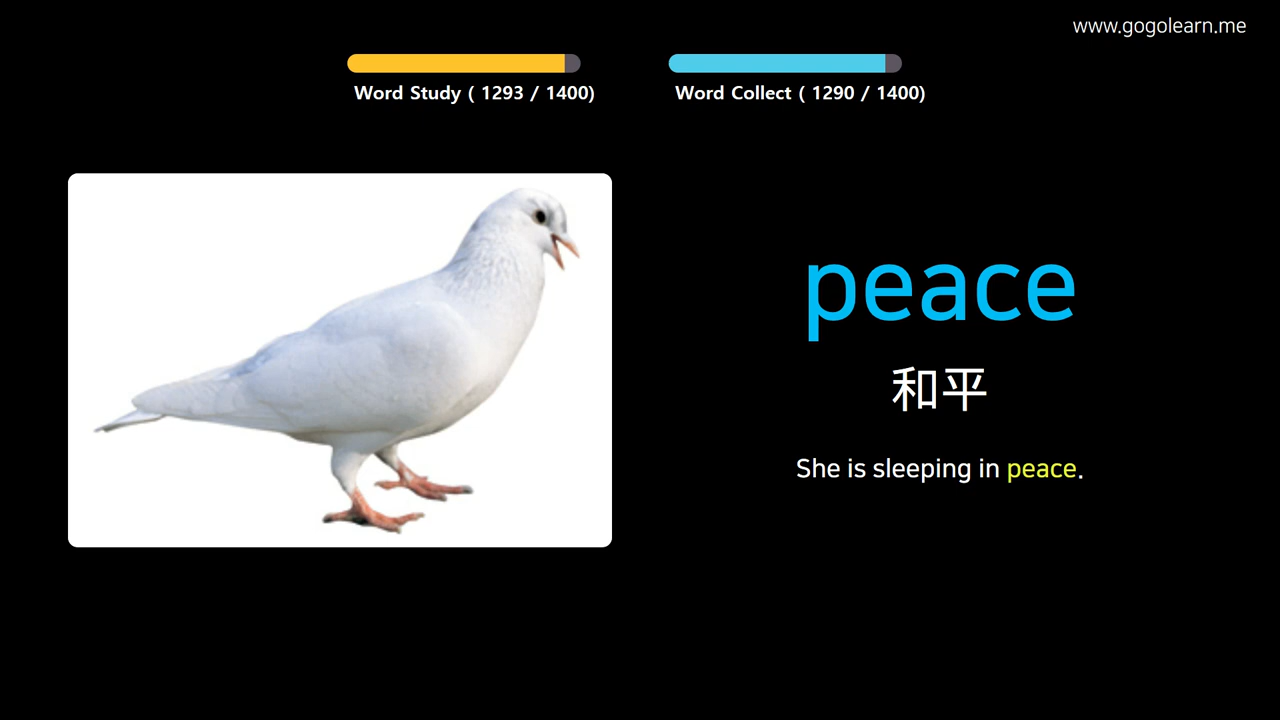 www.gogolearn.me
Word Study ( 1293 / 1400)
Word Collect ( 1290 / 1400)
peace
和平
She is sleeping in peace.